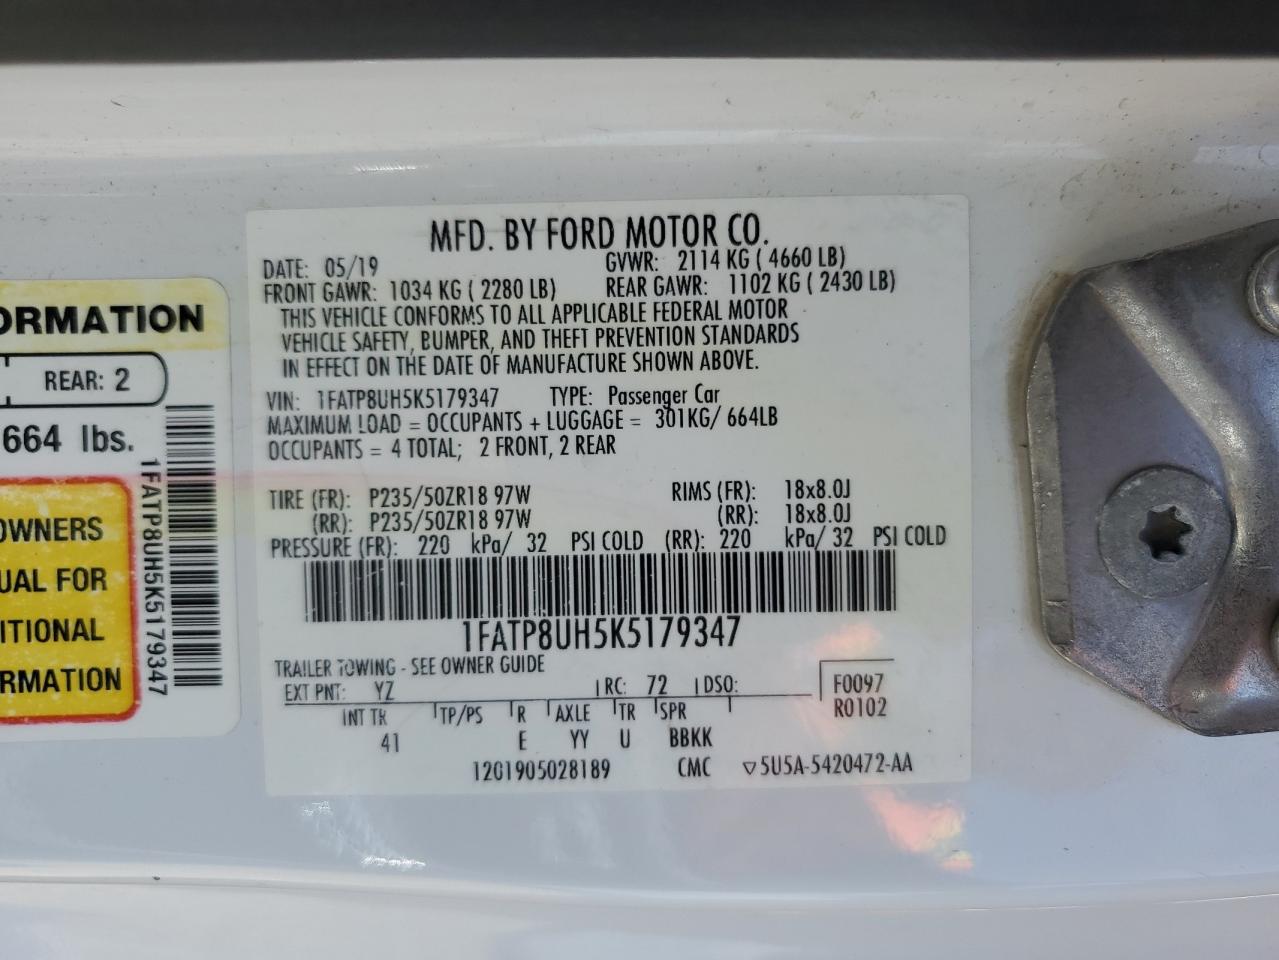 ORMATION
REAR: 2
664 lbs.
OWNERS
UAL FOR
ITIONAL
RMATION
1FATP8UH5K5179347
MFD. BY FORD MOTOR CO.
DATE: 05/19 GVWR: 2114 KG ( 4660 LB)
FRONT GAWR: 1034 KG ( 2280 LB) REAR GAWR: 1102 KG ( 2430 LB)
THIS VEHICLE CONFORMS TO ALL APPLICABLE FEDERAL MOTOR
VEHICLE SAFETY, BUMPER, AND THEFT PREVENTION STANDARDS
IN EFFECT ON THE DATE OF MANUFACTURE SHOWN ABOVE.
VIN: 1FATP8UH5K5179347 TYPE: Passenger Car
MAXIMUM LOAD = OCCUPANTS + LUGGAGE = 301KG/ 664LB
OCCUPANTS = 4 TOTAL; 2 FRONT, 2 REAR
TIRE (FR): P235/50ZR18 97W RIMS (FR): 18x8.0J
(RR): P235/50ZR18 97W (RR): 18x8.0J
PRESSURE (FR): 220 kPa/ 32 PSI COLD (RR): 220 kPa/ 32 PSI COLD
1FATP8UH5K5179347
TRAILER TOWING - SEE OWNER GUIDE
EXT PNT: YZ RC: 72 DSO: F0097
R0102
INT TR TP/PS R AXLE TR SPR
41 E YY U BBKK
1201905028189 CMC ▽5U5A-5420472-AA